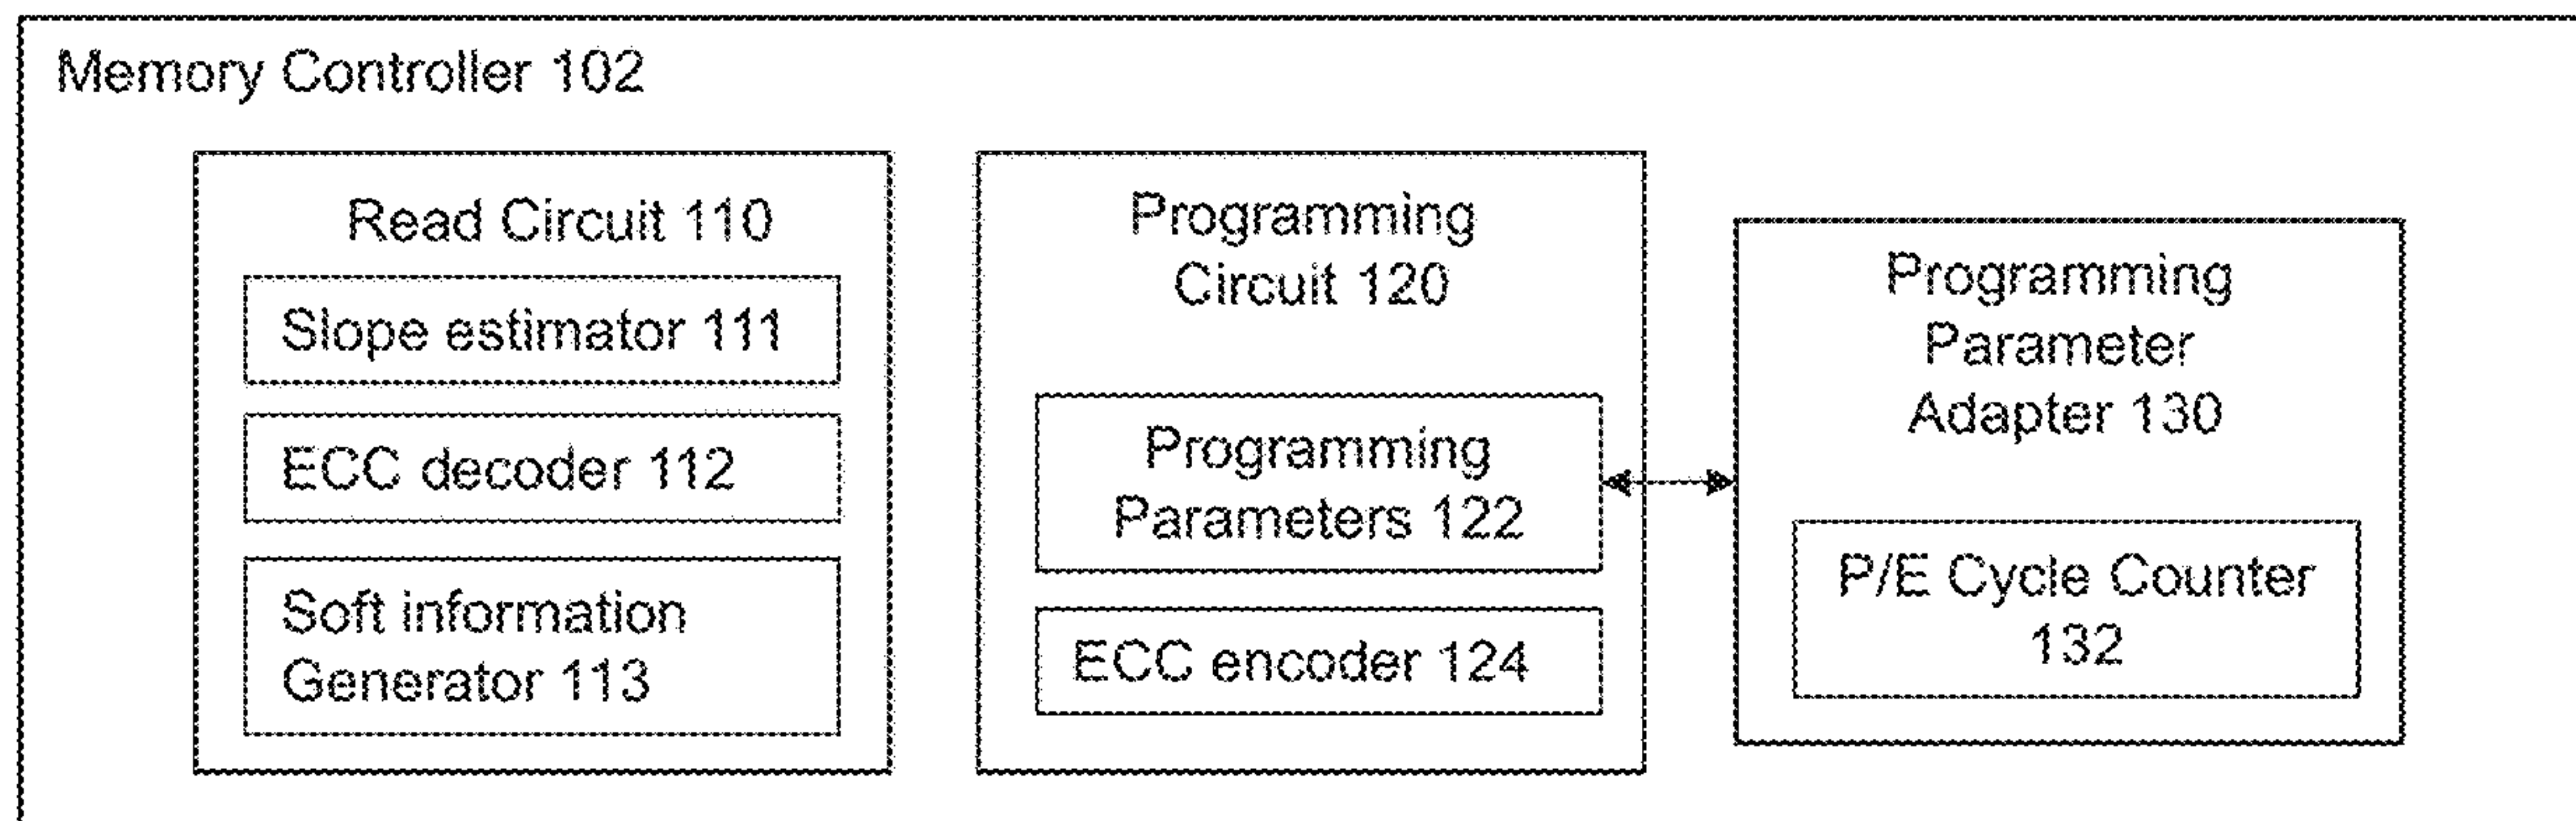 Memory Controller 102
Read Circuit 110
Slope estimator 111
ECC decoder 112
Soft information
Generator 113
Programming
Circuit 120
Programming
Parameters 122
ECC encoder 124
Programming
Parameter
Adapter 130
P/E Cycle Counter
132